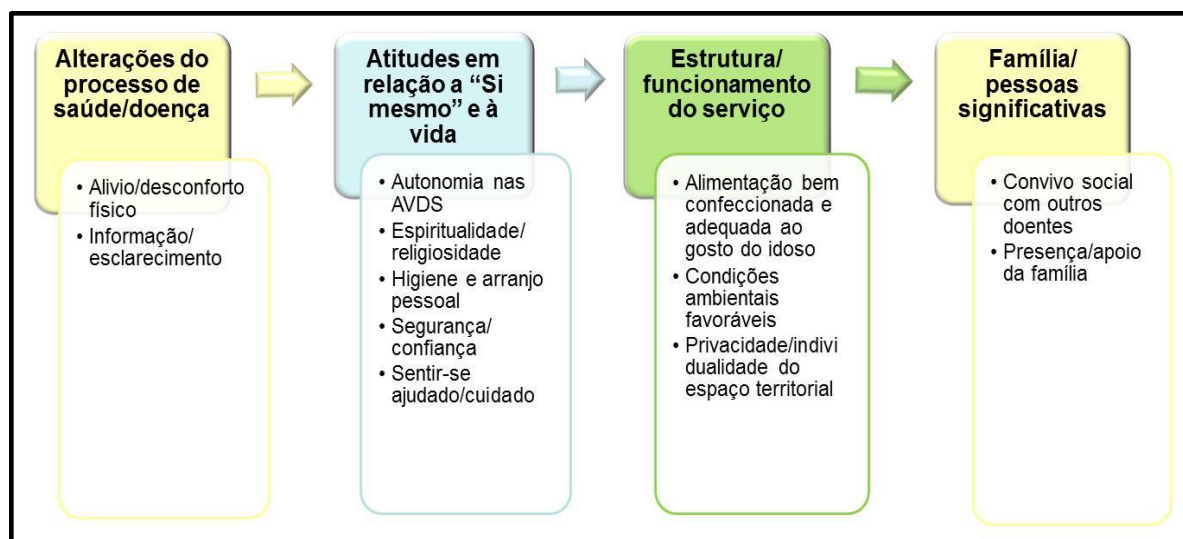 Alterações do
processo de
saúde/doença
• Alivio/desconforto
físico
• Informação/
esclarecimento
Atitudes em
relação a “Si
mesmo” e à
vida
• Autonomia nas
AVDS
• Espiritualidade/
religiosidade
• Higiene e arranjo
pessoal
• Segurança/
confiança
• Sentir-se
ajudado/cuidado
Estrutura/
funcionamento
do serviço
• Alimentação bem
confeccionada e
adequada ao
gosto do idoso
• Condições
ambientais
favoráveis
• Privacidade/indivi
dualidade do
espaço territorial
Família/
pessoas
significativas
• Convivo social
com outros
doentes
• Presença/apoio
da família